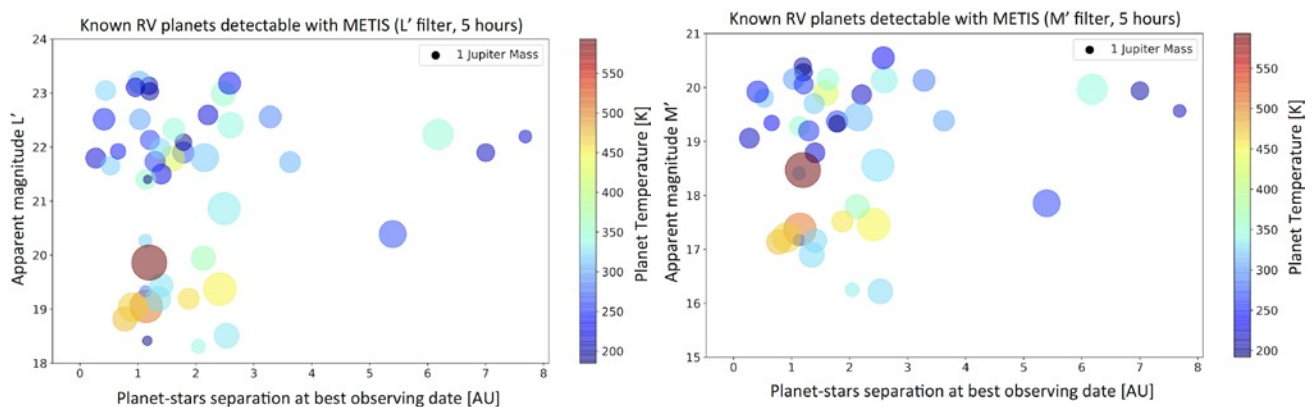 Known RV planets detectable with METIS (L’ filter, 5 hours)
24
23
22
21
20
19
18
Apparent magnitude L’
1 Jupiter Mass
0 1 2 3 4 5 6 7 8
Planet-stars separation at best observing date [AU]
550
500
450
400
350
300
250
200
Planet Temperature [K]
Known RV planets detectable with METIS (M’ filter, 5 hours)
21
20
19
18
17
16
15
Apparent magnitude M’
1 Jupiter Mass
0 1 2 3 4 5 6 7 8
Planet-stars separation at best observing date [AU]
550
500
450
400
350
300
250
200
Planet Temperature [K]